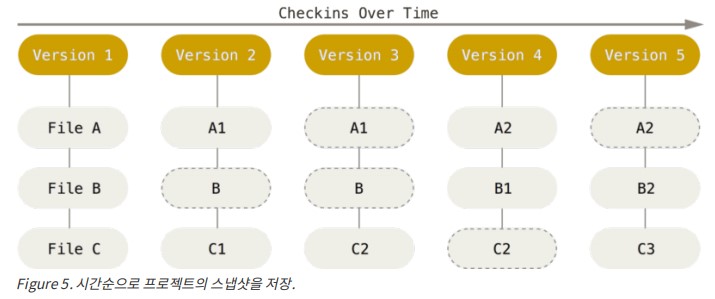 Checkins Over Time
Version 1 Version 2 Version 3 Version 4 Version 5
File A A1 A1 A2 A2
File B B B B1 B2
File C C1 C2 C2 C3
Figure 5. 시간순으로 프로젝트의 스냅샷을 저장.